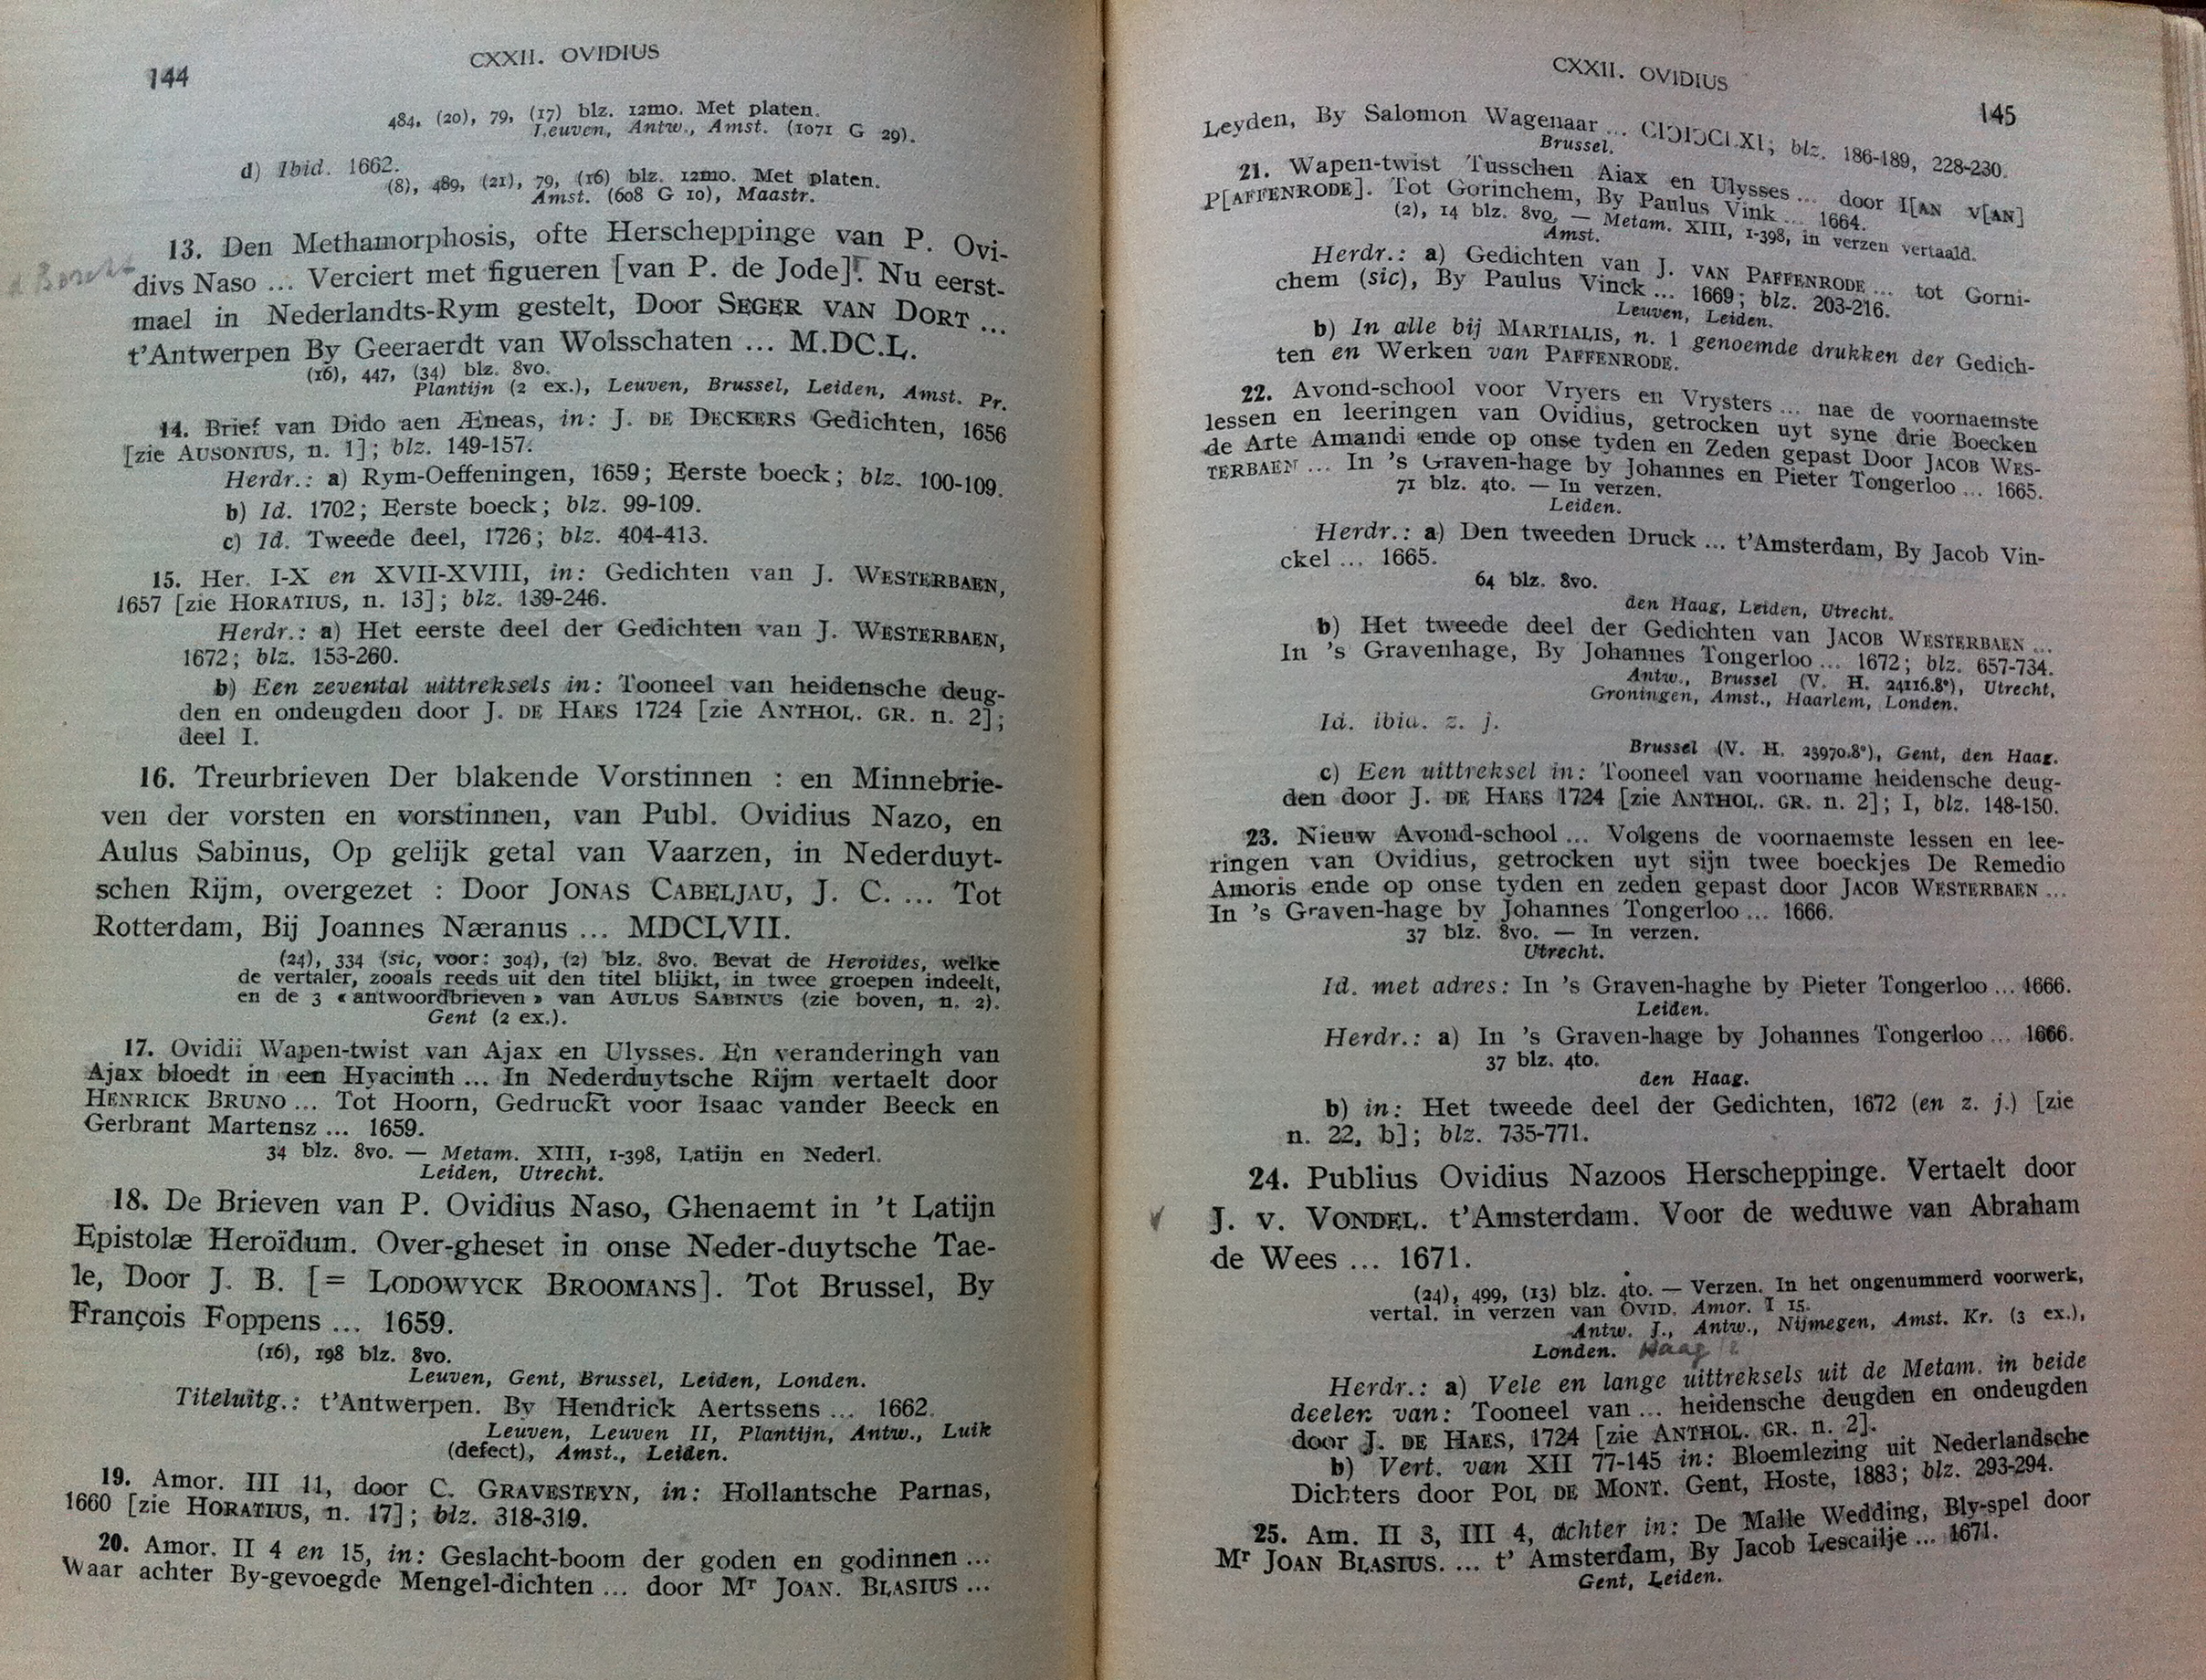 144
CXXII. OVIDIUS
484, (20), 79, (17) blz. 12mo. Met platen.
Leuven, Antw., Amst. (1071 G 29).
d) Ibid. 1662.
(8), 489, (21), 79, (16) blz. 12mo. Met platen.
Amst. (608 G 10), Maastr.
13. Den Methamorphosis, ofte Herscheppinge van P. Ovi-
divs Naso ... Verciert met figueren [van P. de Jode]. Nu eerst-
mael in Nederlandts-Rym gestelt, Door SEGER VAN DORT ...
t'Antwerpen By Geeraerdt van Wolsschaten ... M.DC.L.
(16), 447, (34) blz. 8vo.
Plantijn (2 ex.), Leuven, Brussel, Leiden, Amst. Pr.
14. Brief van Dido aen Æneas, in: J. DE DECKERS Gedichten, 1656
[zie AUSONIUS, n. 1]; blz. 149-157.
Herdr.: a) Rym-Oeffeningen, 1659; Eerste boeck; blz. 100-109.
b) Id. 1702; Eerste boeck; blz. 99-109.
c) Id. Tweede deel, 1726; blz. 404-413.
15. Her. I-X en XVII-XVIII, in: Gedichten van J. WESTERBAEN,
1657 [zie HORATIUS, n. 13]; blz. 139-246.
Herdr.: a) Het eerste deel der Gedichten van J. WESTERBAEN,
1672; blz. 153-260.
b) Een zevental uittreksels in: Tooneel van heidensche deug-
den en ondeugden door J. DE HAES 1724 [zie ANTHOL. GR. n. 2];
deel I.
16. Treurbrieven Der blakende Vorstinnen : en Minnebrie-
ven der vorsten en vorstinnen, van Publ. Ovidius Nazo, en
Aulus Sabinus, Op gelijk getal van Vaarzen, in Nederduyt-
schen Rijm, overgezet : Door JONAS CABELJAU, J. C. ... Tot
Rotterdam, Bij Joannes Næranus ... MDCLVII.
(24), 334 (sic, voor: 304), (2) blz. 8vo. Bevat de Heroides, welke
de vertaler, zooals reeds uit den titel blijkt, in twee groepen indeelt,
en de 3 « antwoordbrieven » van AULUS SABINUS (zie boven, n. 2).
Gent (2 ex.).
17. Ovidii Wapen-twist van Ajax en Ulysses. En veranderingh van
Ajax bloedt in een Hyacinth ... In Nederduytsche Rijm vertaelt door
HENRICK BRUNO ... Tot Hoorn, Gedruckt voor Isaac vander Beeck en
Gerbrant Martensz ... 1659.
34 blz. 8vo. — Metam. XIII, 1-398, Latijn en Nederl.
Leiden, Utrecht.
18. De Brieven van P. Ovidius Naso, Ghenaemt in 't Latijn
Epistolæ Heroïdum. Over-gheset in onse Neder-duytsche Tae-
le, Door J. B. [= LODOWYCK BROOMANS]. Tot Brussel, By
François Foppens ... 1659.
(16), 198 blz. 8vo.
Leuven, Gent, Brussel, Leiden, Londen.
Titeluitg.: t'Antwerpen. By Hendrick Aertssens ... 1662.
Leuven, Leuven II, Plantijn, Antw., Luik
(defect), Amst., Leiden.
19. Amor. III 11, door C. GRAVESTEYN, in: Hollantsche Parnas,
1660 [zie HORATIUS, n. 17]; blz. 318-319.
20. Amor. II 4 en 15, in: Geslacht-boom der goden en godinnen ...
Waar achter By-gevoegde Mengel-dichten ... door Mr JOAN. BLASIUS ...
CXXII. OVIDIUS
145
Leyden, By Salomon Wagenaar ... CIƆIƆCLXI; blz. 186-189, 228-230.
Brussel.
21. Wapen-twist Tusschen Aiax en Ulysses ... door I[AN V[AN]
P[AFFENRODE]. Tot Gorinchem, By Paulus Vink ... 1664.
(2), 14 blz. 8vo. — Metam. XIII, 1-398, in verzen vertaald.
Amst.
Herdr.: a) Gedichten van J. VAN PAFFENRODE ... tot Gorni-
chem (sic), By Paulus Vinck ... 1669; blz. 203-216.
Leuven, Leiden.
b) In alle bij MARTIALIS, n. 1 genoemde drukken der Gedich-
ten en Werken van PAFFENRODE.
22. Avond-school voor Vryers en Vrysters ... nae de voornaemste
lessen en leeringen van Ovidius, getrocken uyt syne drie Boecken
de Arte Amandi ende op onse tyden en Zeden gepast Door JACOB WES-
TERBAEN ... In 's Graven-hage by Johannes en Pieter Tongerloo ... 1665.
71 blz. 4to. — In verzen.
Leiden.
Herdr.: a) Den tweeden Druck ... t'Amsterdam, By Jacob Vin-
ckel ... 1665.
64 blz. 8vo.
den Haag, Leiden, Utrecht.
b) Het tweede deel der Gedichten van JACOB WESTERBAEN ...
In 's Gravenhage, By Johannes Tongerloo ... 1672; blz. 657-734.
Antw., Brussel (V. H. 24116.8°), Utrecht,
Groningen, Amst., Haarlem, Londen.
Id. ibid. z. j.
Brussel (V. H. 23970.8°), Gent, den Haag.
c) Een uittreksel in: Tooneel van voorname heidensche deug-
den door J. DE HAES 1724 [zie ANTHOL. GR. n. 2]; I, blz. 148-150.
23. Nieuw Avond-school ... Volgens de voornaemste lessen en lee-
ringen van Ovidius, getrocken uyt sijn twee boeckjes De Remedio
Amoris ende op onse tyden en zeden gepast door JACOB WESTERBAEN ...
In 's Graven-hage by Johannes Tongerloo ... 1666.
37 blz. 8vo. — In verzen.
Utrecht.
Id. met adres: In 's Graven-haghe by Pieter Tongerloo ... 1666.
Leiden.
Herdr.: a) In 's Graven-hage by Johannes Tongerloo ... 1666.
37 blz. 4to.
den Haag.
b) in: Het tweede deel der Gedichten, 1672 (en z. j.) [zie
n. 22, b]; blz. 735-771.
24. Publius Ovidius Nazoos Herscheppinge. Vertaelt door
J. V. VONDEL. t'Amsterdam. Voor de weduwe van Abraham
de Wees ... 1671.
(24), 499, (13) blz. 4to. — Verzen. In het ongenummerd voorwerk,
vertal. in verzen van OVID. Amor. I 15.
Antw. J., Antw., Nijmegen, Amst. Kr. (3 ex.),
Londen. Haag
Herdr.: a) Vele en lange uittreksels uit de Metam. in beide
deelen van: Tooneel van ... heidensche deugden en ondeugden
door J. DE HAES, 1724 [zie ANTHOL. GR. n. 2].
b) Vert. van XII 77-145 in: Bloemlezing uit Nederlandsche
Dichters door POL DE MONT. Gent, Hoste, 1883; blz. 293-294.
25. Am. II 3, III 4, achter in: De Malle Wedding, Bly-spel door
Mr JOAN BLASIUS. ... t' Amsterdam, By Jacob Lescailje ... 1671.
Gent, Leiden.